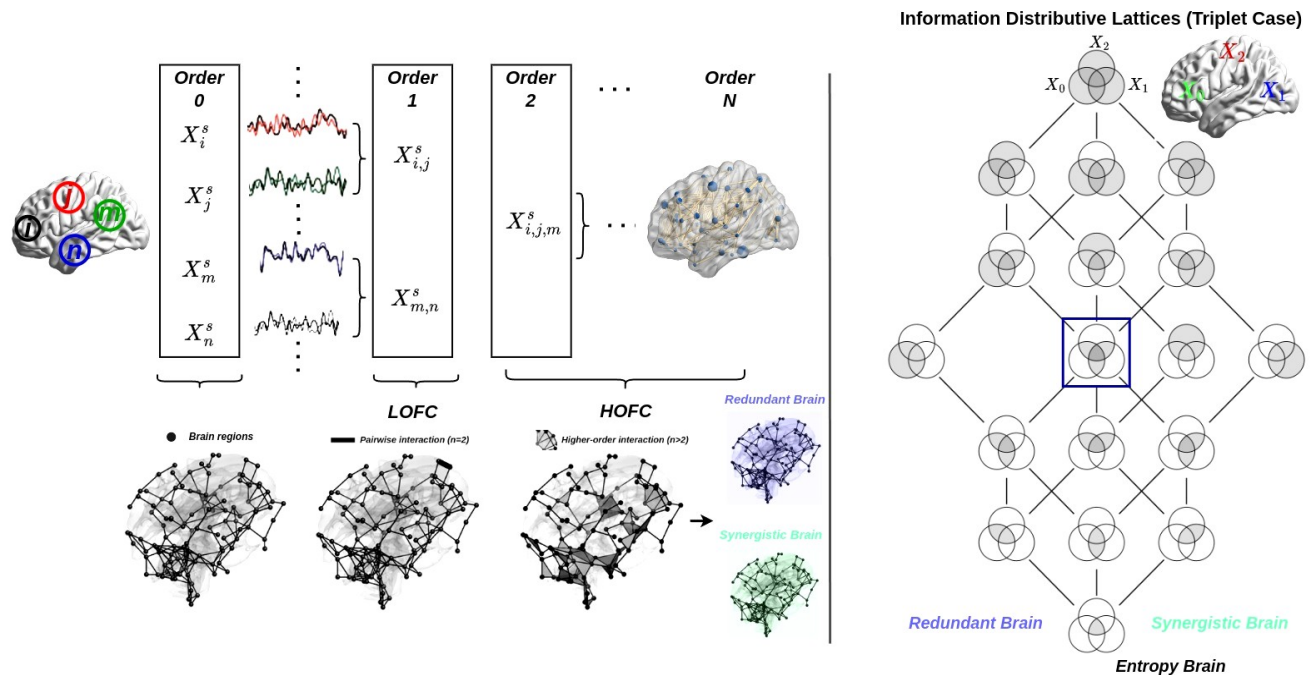 Information Distributive Lattices (Triplet Case)
Order
0
Order
1
Order
2
...
Order
N
X_i^s
X_j^s
X_m^s
X_n^s
X_{i,j}^s
X_{m,n}^s
X_{i,j,m}^s
...
i
j
m
n
LOFC
HOFC
Brain regions
Pairwise interaction (n=2)
Higher-order interaction (n>2)
Redundant Brain
Synergistic Brain
X_2
X_0
X_1
X_2
X_1
Redundant Brain
Synergistic Brain
Entropy Brain